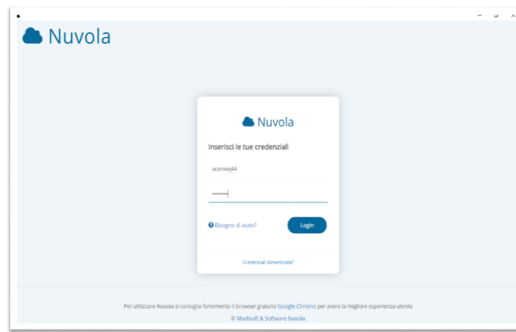 Nuvola
Nuvola
Inserisci le tue credenziali
Bisogno di aiuto?
Login
Credenziali dimenticate?
Per utilizzare Nuvola si consiglia fortemente il browser gratuito Google Chrome per avere la migliore esperienza utente
© Madisoft & Software Nuvola